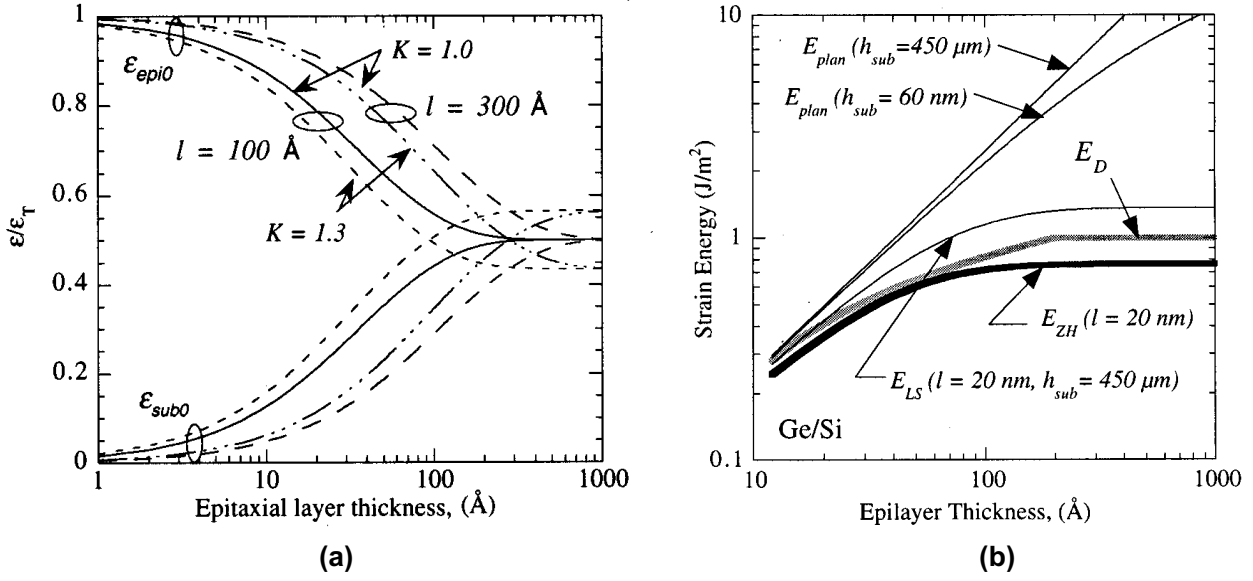 1
0.8
0.6
0.4
0.2
0
ε/ε_T
ε_epi0
K = 1.0
l = 300 Å
l = 100 Å
K = 1.3
ε_sub0
1 10 100 1000
Epitaxial layer thickness, (Å)
(a)
10
1
0.1
Strain Energy (J/m²)
E_plan (h_sub=450 μm)
E_plan (h_sub= 60 nm)
E_D
E_ZH (l = 20 nm)
E_LS (l = 20 nm, h_sub= 450 μm)
Ge/Si
10 100 1000
Epilayer Thickness, (Å)
(b)